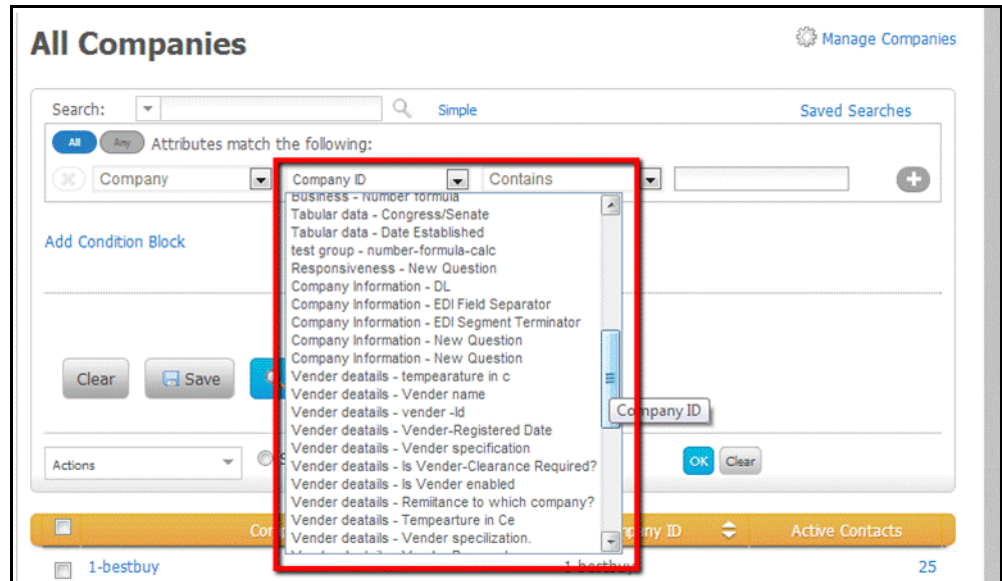 All Companies
Manage Companies
Search:
Simple
Saved Searches
All
Any
Attributes match the following:
Company
Company ID
Contains
Business - Number formula
Tabular data - Congress/Senate
Tabular data - Date Established
test group - number-formula-calc
Add Condition Block
Responsiveness - New Question
Company Information - DL
Company Information - EDI Field Separator
Company Information - EDI Segment Terminator
Company Information - New Question
Company Information - New Question
Clear
Save
Vender deatails - tempearature in c
Vender deatails - Vender name
Vender deatails - vender -Id
Company ID
Vender deatails - Vender-Registered Date
Vender deatails - Vender specification
Actions
Vender deatails - Is Vender-Clearance Required?
OK
Clear
Vender deatails - Is Vender enabled
Vender deatails - Remiitance to which company?
Vender deatails - Tempearture in Ce
Vender deatails - Vender specilization.
ID
Active Contacts
1-bestbuy
1-bestbuy
25